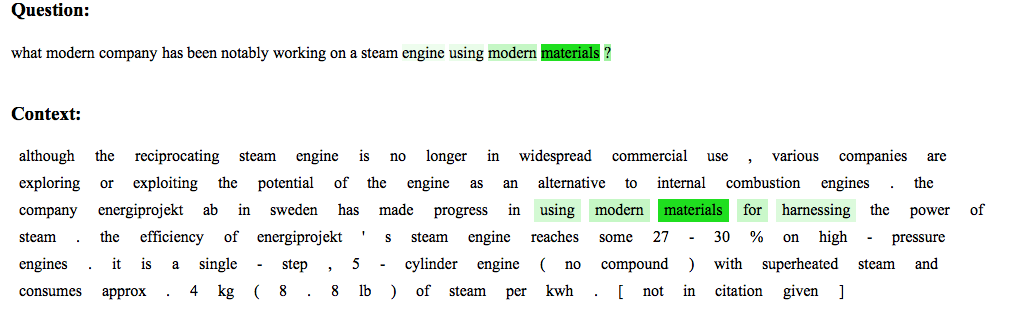 Question:
what modern company has been notably working on a steam engine using modern materials ?
Context:
although the reciprocating steam engine is no longer in widespread commercial use , various companies are
exploring or exploiting the potential of the engine as an alternative to internal combustion engines . the
company energiprojekt ab in sweden has made progress in using modern materials for harnessing the power of
steam . the efficiency of energiprojekt ' s steam engine reaches some 27 - 30 % on high - pressure
engines . it is a single - step , 5 - cylinder engine ( no compound ) with superheated steam and
consumes approx . 4 kg ( 8 . 8 lb ) of steam per kwh . [ not in citation given ]